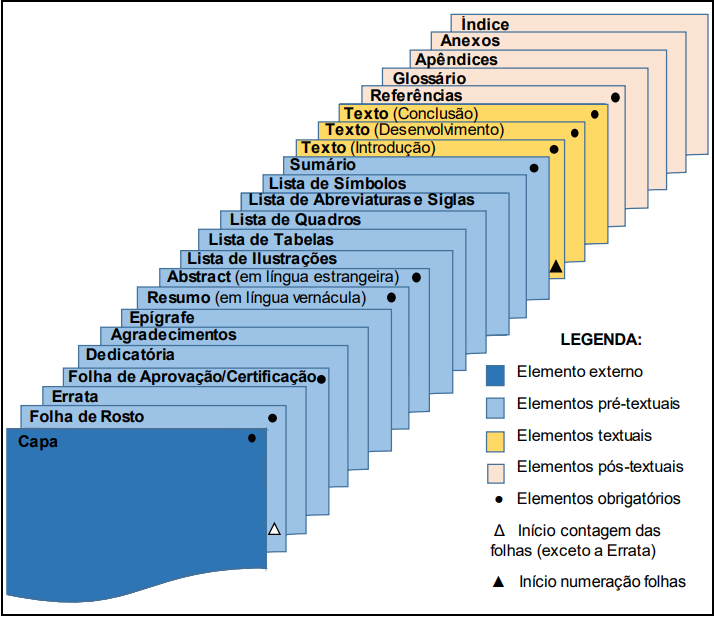 Índice
Anexos
Apêndices
Glossário
Referências
Texto (Conclusão)
Texto (Desenvolvimento)
Texto (Introdução)
Sumário
Lista de Símbolos
Lista de Abreviaturas e Siglas
Lista de Quadros
Lista de Tabelas
Lista de Ilustrações
Abstract (em língua estrangeira)
Resumo (em língua vernácula)
Epígrafe
Agradecimentos
Dedicatória
Folha de Aprovação/Certificação
Errata
Folha de Rosto
Capa
LEGENDA:
Elemento externo
Elementos pré-textuais
Elementos textuais
Elementos pós-textuais
Elementos obrigatórios
Início contagem das
folhas (exceto a Errata)
Início numeração folhas